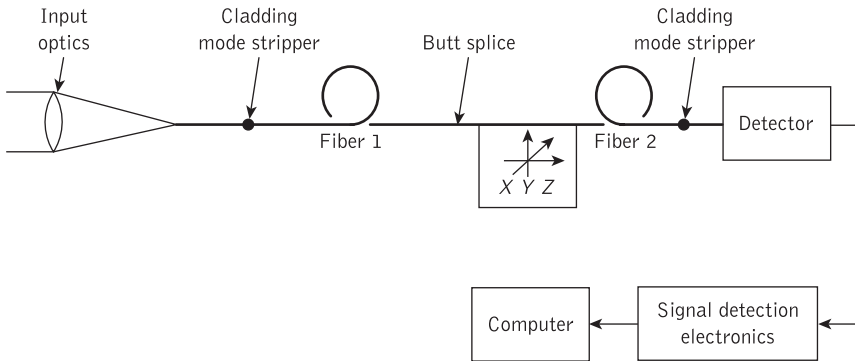 Input
optics
Cladding
mode stripper
Butt splice
Cladding
mode stripper
Fiber 1
Fiber 2
Detector
X Y Z
Computer
Signal detection
electronics